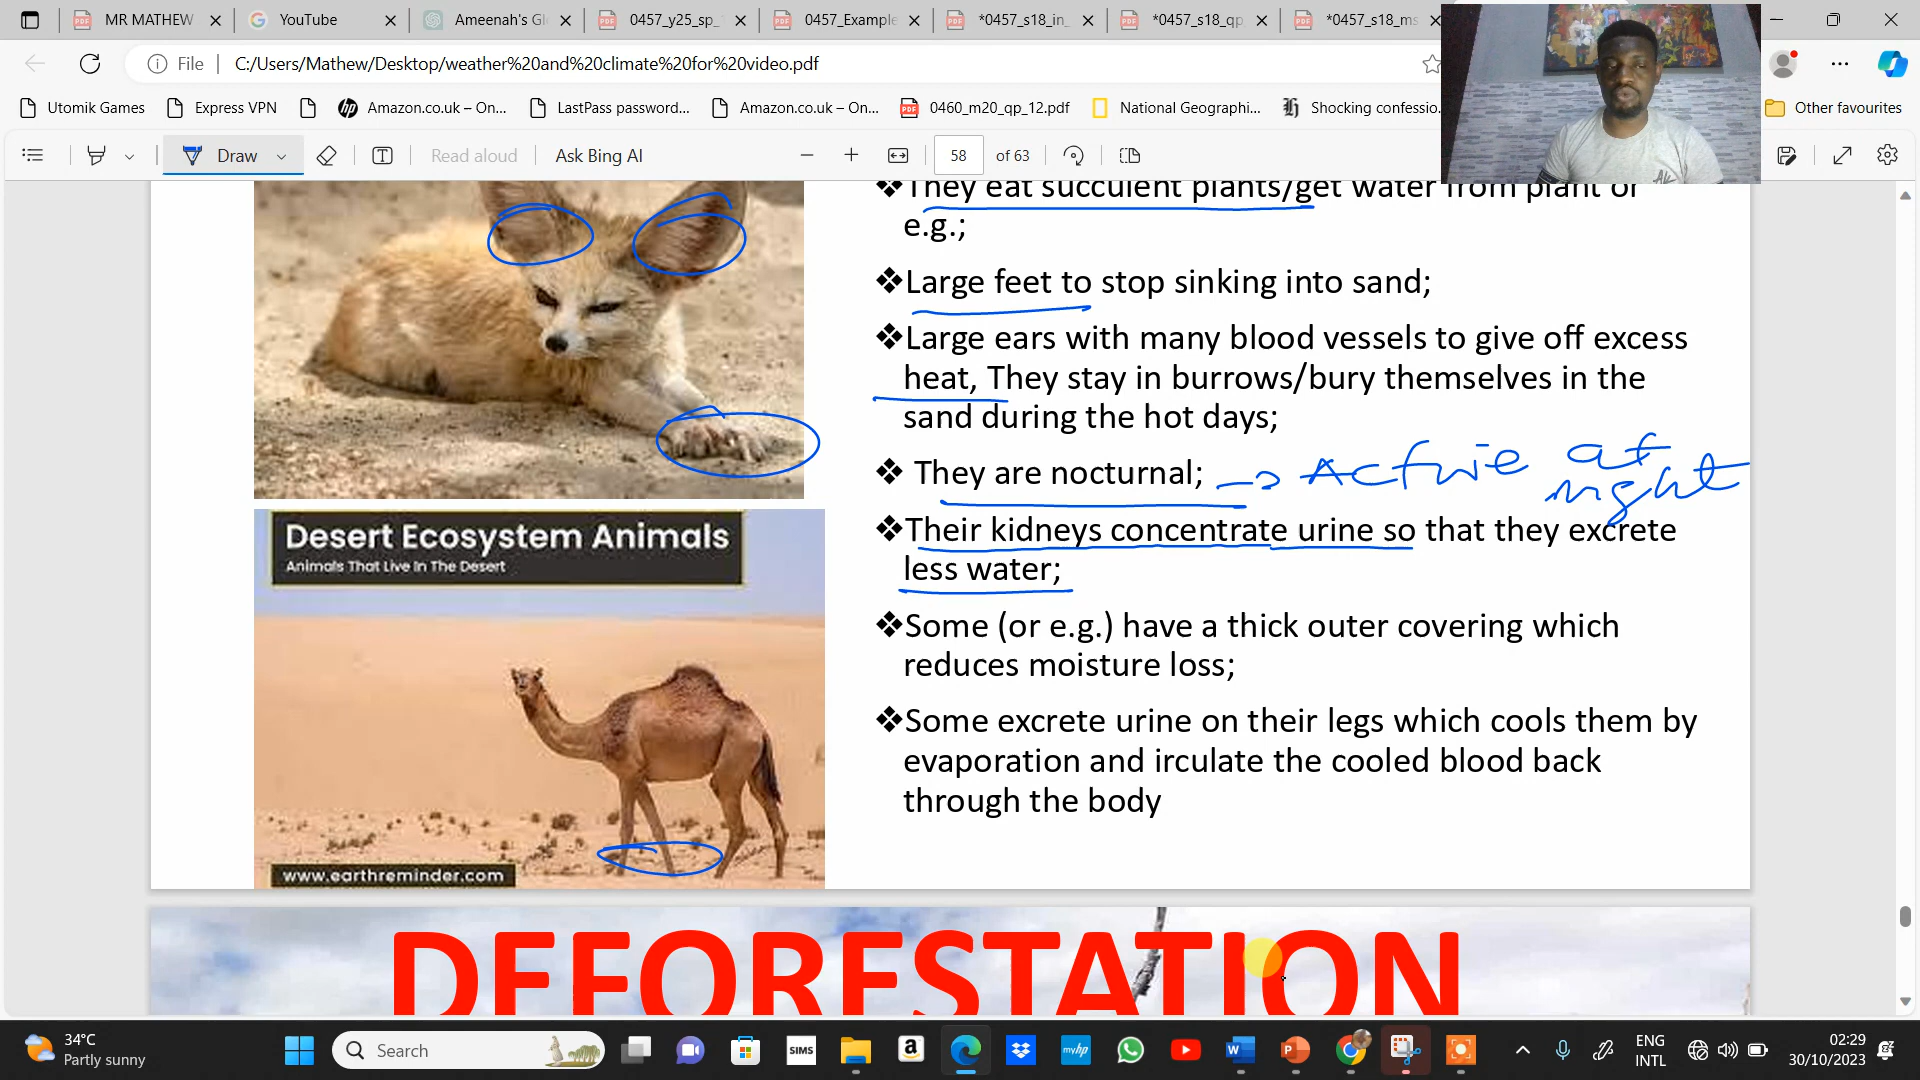 MR MATHEW
YouTube
Ameenah's Gl
0457_y25_sp_
0457_Example
*0457_s18_in_
*0457_s18_qp
*0457_s18_ms
File
C:/Users/Mathew/Desktop/weather%20and%20climate%20for%20video.pdf
Utomik Games
Express VPN
Amazon.co.uk – On...
LastPass password...
Amazon.co.uk – On...
0460_m20_qp_12.pdf
National Geographi...
Shocking confessio.
Other favourites
Draw
Read aloud
Ask Bing AI
58
of 63
They eat succulent plants/get water from plant or
e.g.;
Large feet to stop sinking into sand;
Large ears with many blood vessels to give off excess
heat, They stay in burrows/bury themselves in the
sand during the hot days;
They are nocturnal; → Active at
night
Their kidneys concentrate urine so that they excrete
less water;
Some (or e.g.) have a thick outer covering which
reduces moisture loss;
Some excrete urine on their legs which cools them by
evaporation and irculate the cooled blood back
through the body
Desert Ecosystem Animals
Animals That Live In The Desert
www.earthreminder.com
DEFORESTATION
34°C
Partly sunny
Search
SIMS
myhp
ENG
INTL
02:29
30/10/2023